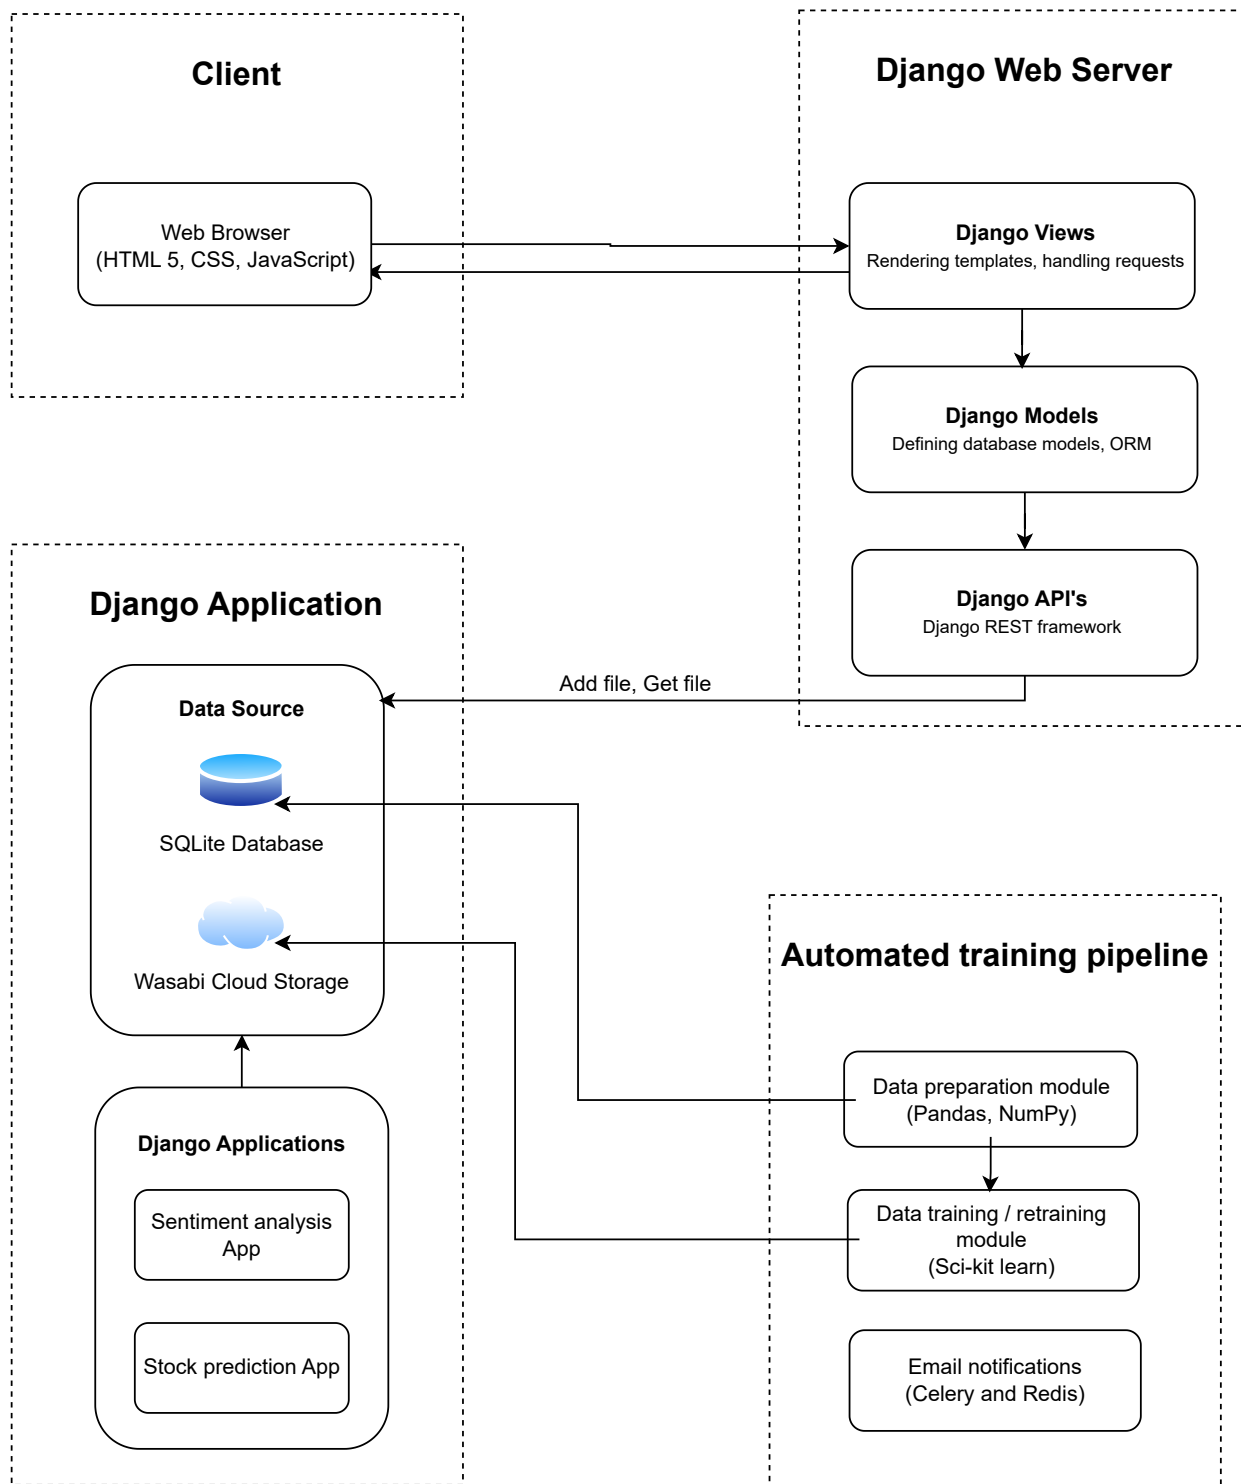 Client
Web Browser
(HTML 5, CSS, JavaScript)
Django Web Server
Django Views
Rendering templates, handling requests
Django Models
Defining database models, ORM
Django API's
Django REST framework
Add file, Get file
Django Application
Data Source
SQLite Database
Wasabi Cloud Storage
Django Applications
Sentiment analysis
App
Stock prediction App
Automated training pipeline
Data preparation module
(Pandas, NumPy)
Data training / retraining
module
(Sci-kit learn)
Email notifications
(Celery and Redis)